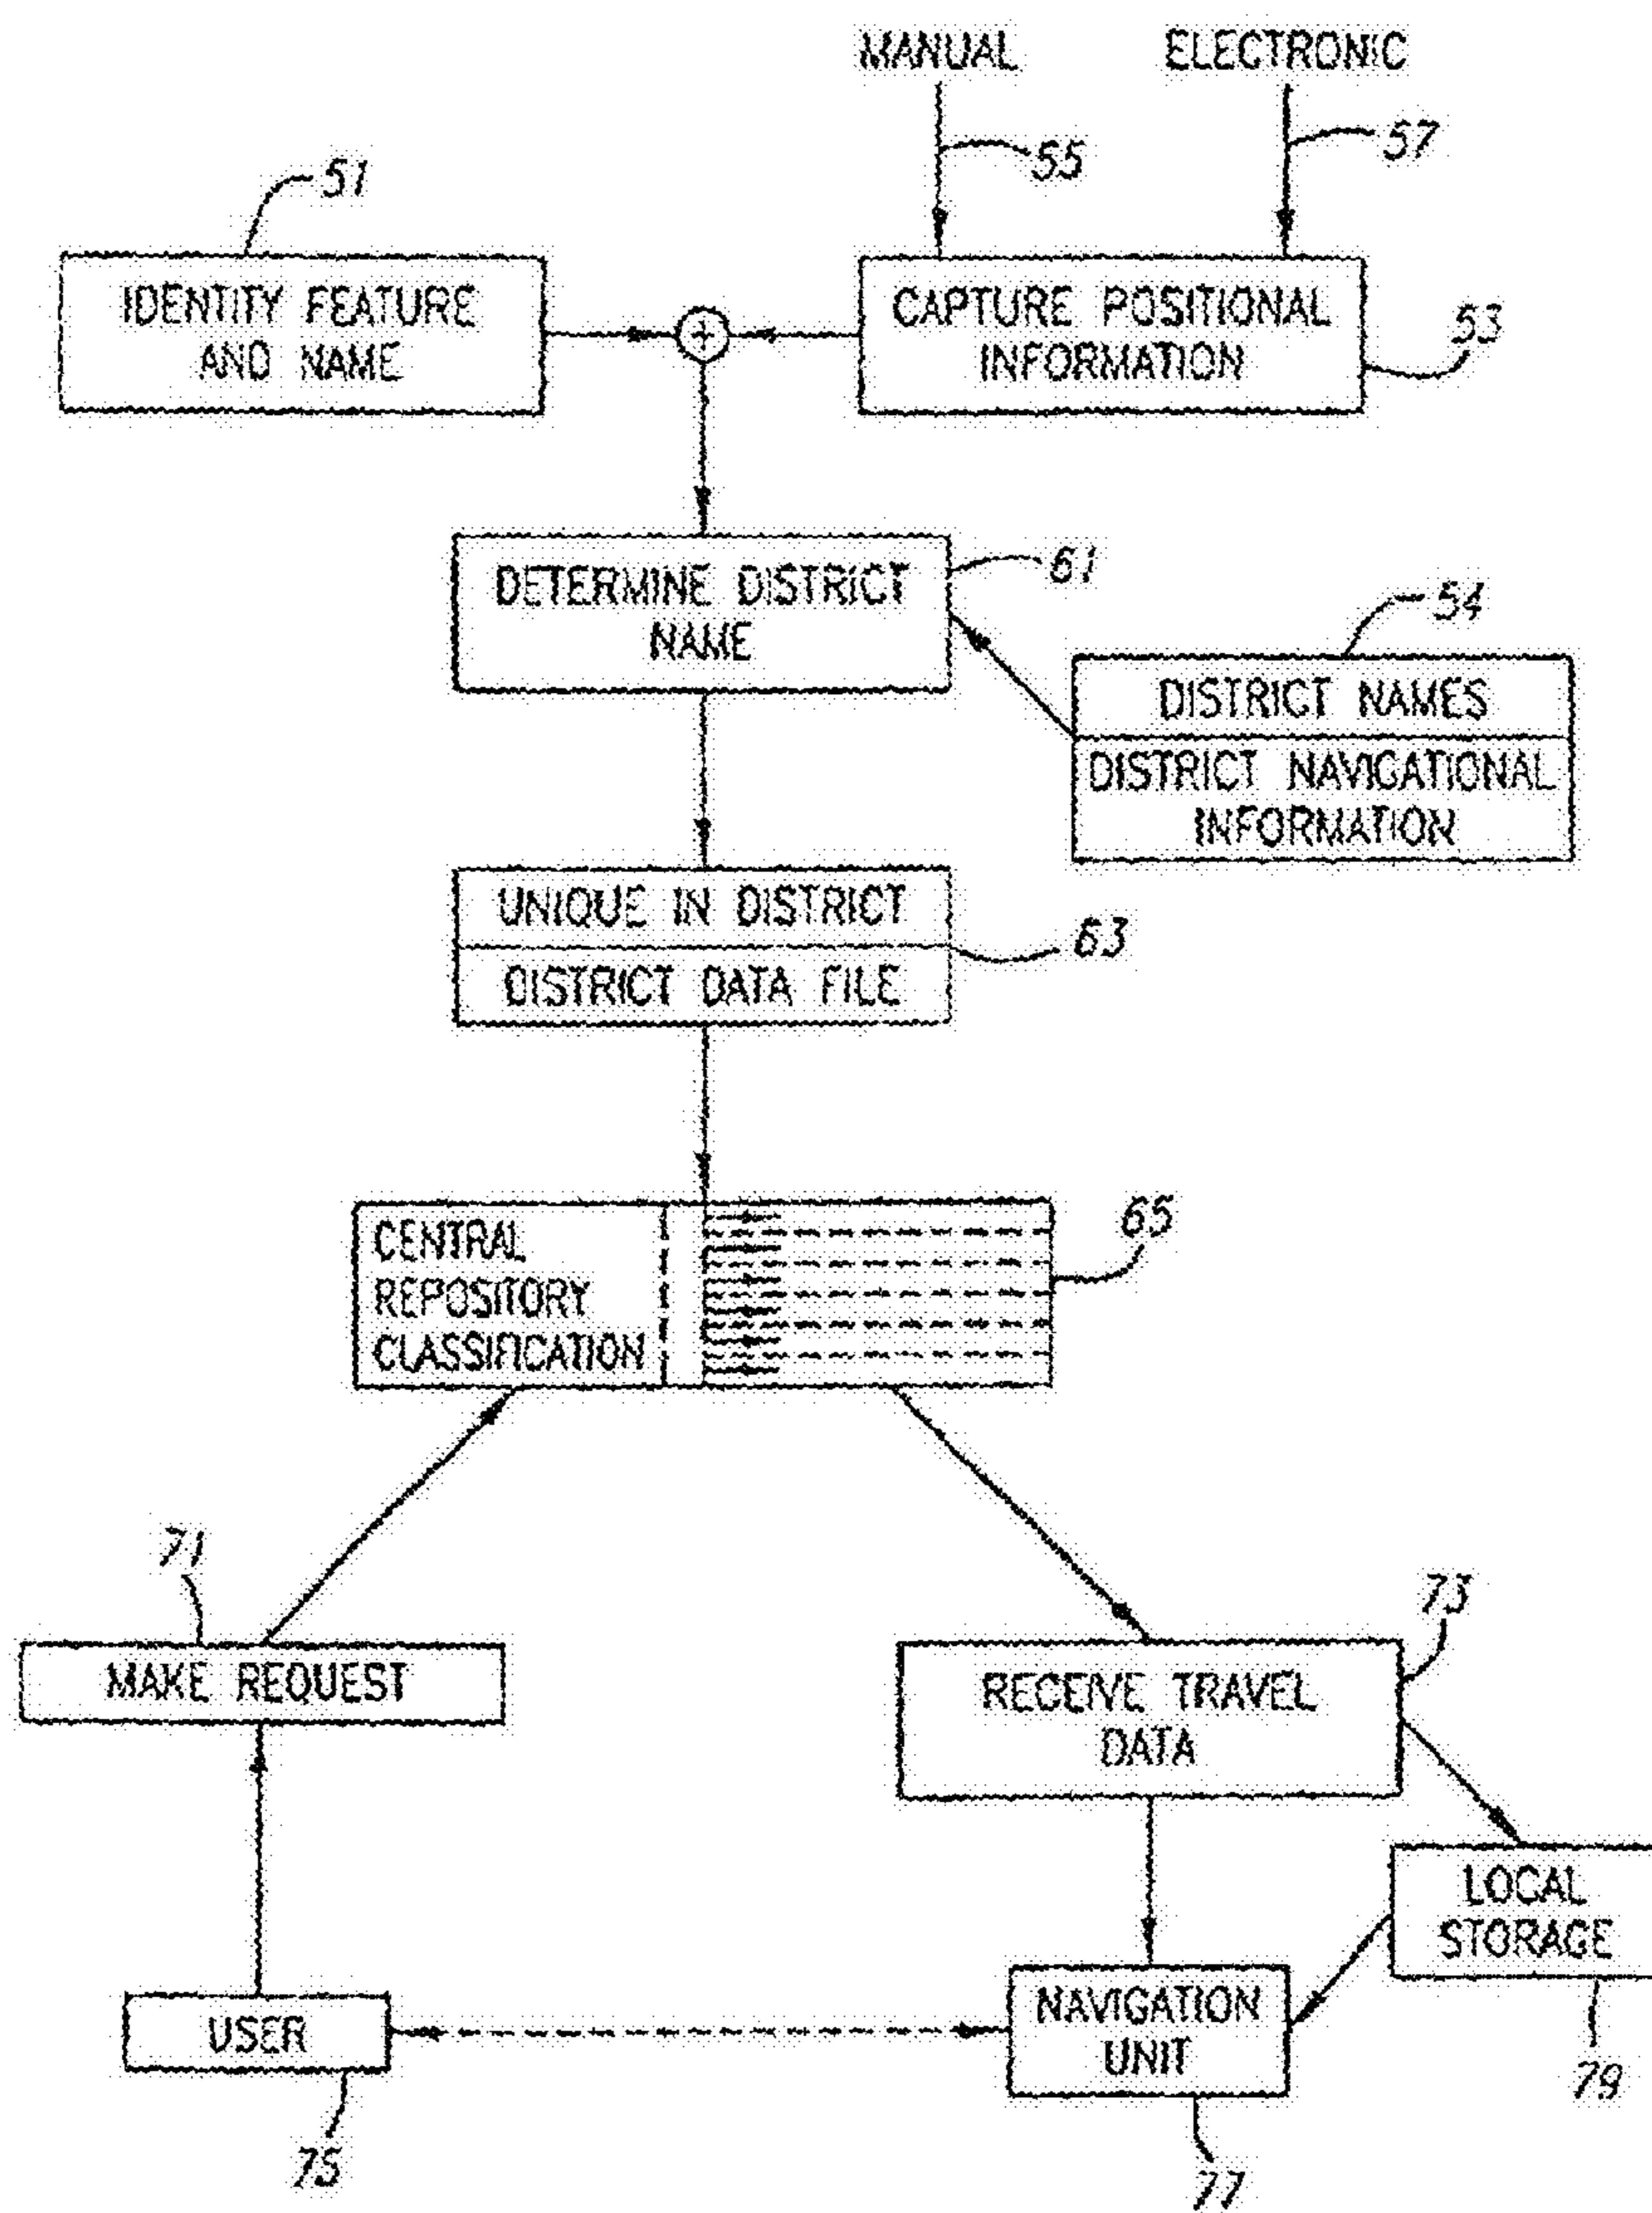 MANUAL
ELECTRONIC
55
57
51
IDENTITY FEATURE
AND NAME
CAPTURE POSITIONAL
INFORMATION
53
+
DETERMINE DISTRICT
NAME
61
54
DISTRICT NAMES
DISTRICT NAVIGATIONAL
INFORMATION
UNIQUE IN DISTRICT
DISTRICT DATA FILE
63
CENTRAL
REPOSITORY
CLASSIFICATION
65
71
MAKE REQUEST
73
RECEIVE TRAVEL
DATA
LOCAL
STORAGE
79
USER
75
NAVIGATION
UNIT
77